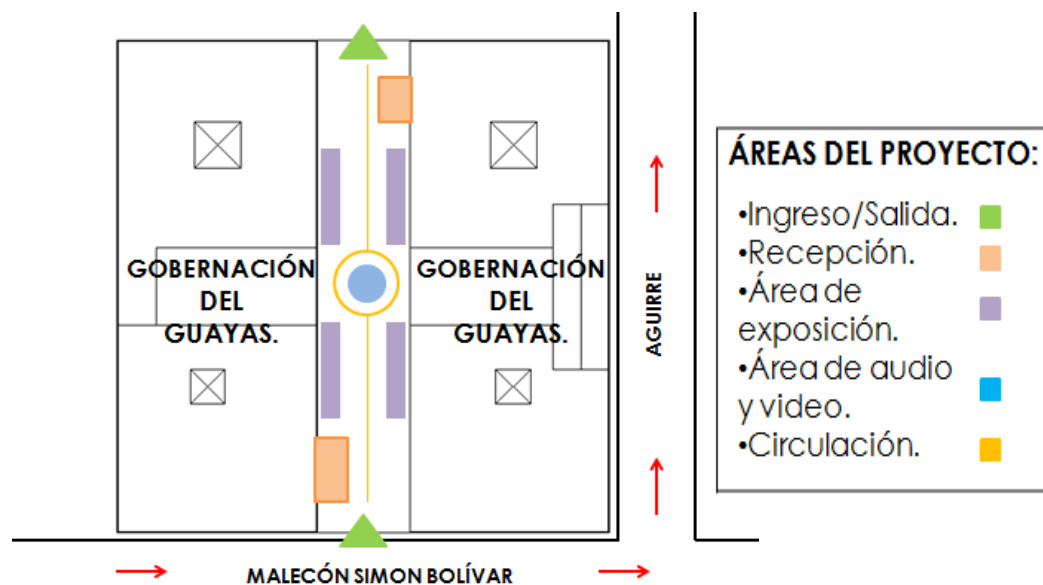 GOBERNACIÓN
DEL
GUAYAS.
GOBERNACIÓN
DEL
GUAYAS.
AGUIRRE
MALECÓN SIMON BOLÍVAR
ÁREAS DEL PROYECTO:
•Ingreso/Salida.
•Recepción.
•Área de
exposición.
•Área de audio
y video.
•Circulación.